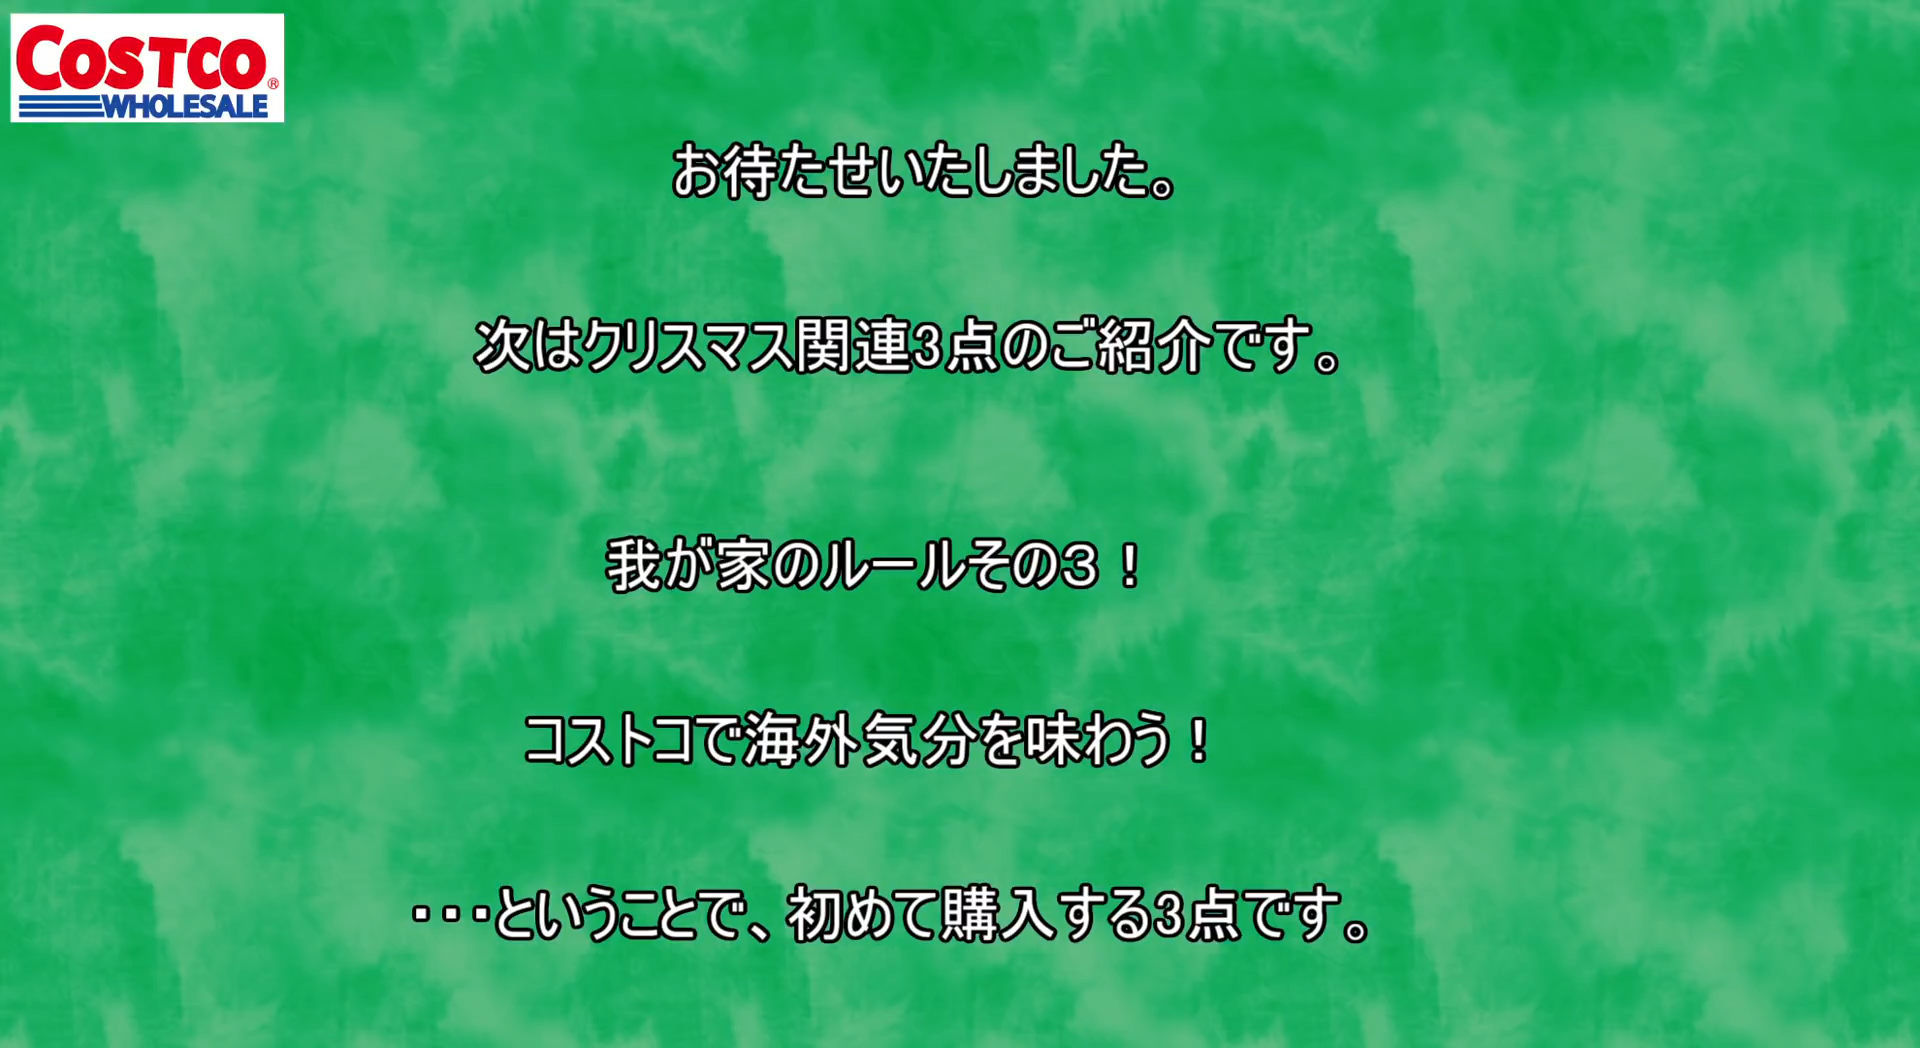 COSTCO®
WHOLESALE
お待たせいたしました。
次はクリスマス関連3点のご紹介です。
我が家のルールその３！
コストコで海外気分を味わう！
・・・ということで、初めて購入する3点です。